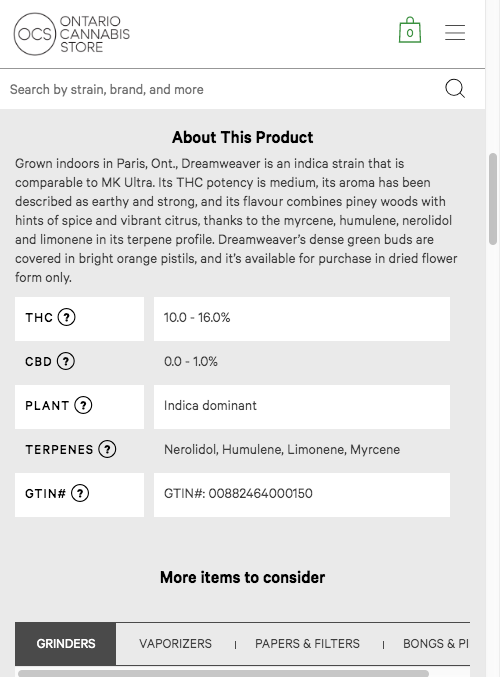 OCS ONTARIO
CANNABIS
STORE
0
Search by strain, brand, and more
About This Product
Grown indoors in Paris, Ont., Dreamweaver is an indica strain that is
comparable to MK Ultra. Its THC potency is medium, its aroma has been
described as earthy and strong, and its flavour combines piney woods with
hints of spice and vibrant citrus, thanks to the myrcene, humulene, nerolidol
and limonene in its terpene profile. Dreamweaver’s dense green buds are
covered in bright orange pistils, and it’s available for purchase in dried flower
form only.
THC ? 10.0 - 16.0%
CBD ? 0.0 - 1.0%
PLANT ? Indica dominant
TERPENES ? Nerolidol, Humulene, Limonene, Myrcene
GTIN# ? GTIN#: 00882464000150
More items to consider
GRINDERS VAPORIZERS | PAPERS & FILTERS | BONGS & PI